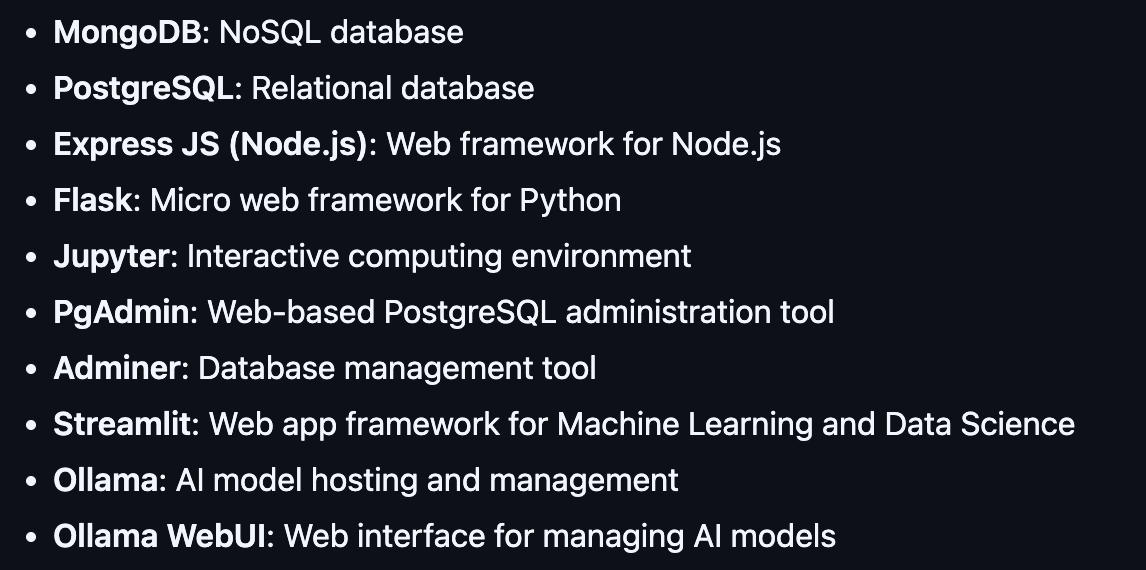 • MongoDB: NoSQL database
• PostgreSQL: Relational database
• Express JS (Node.js): Web framework for Node.js
• Flask: Micro web framework for Python
• Jupyter: Interactive computing environment
• PgAdmin: Web-based PostgreSQL administration tool
• Adminer: Database management tool
• Streamlit: Web app framework for Machine Learning and Data Science
• Ollama: AI model hosting and management
• Ollama WebUI: Web interface for managing AI models